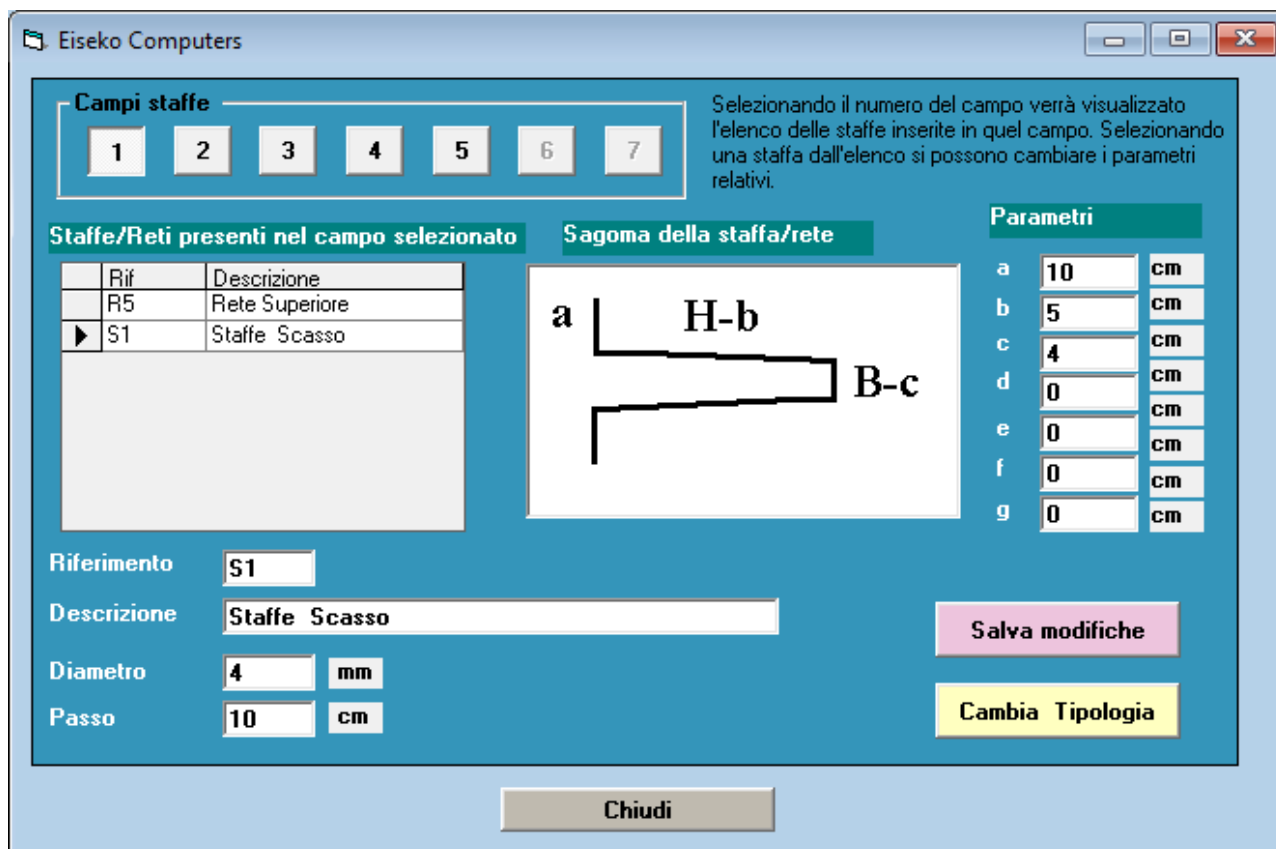 Eiseko Computers
Campi staffe
1 2 3 4 5 6 7
Selezionando il numero del campo verrà visualizzato
l'elenco delle staffe inserite in quel campo. Selezionando
una staffa dall'elenco si possono cambiare i parametri
relativi.
Staffe/Reti presenti nel campo selezionato
Rif Descrizione
R5 Rete Superiore
S1 Staffe Scasso
Sagoma della staffa/rete
a H-b
B-c
Parametri
a 10 cm
b 5 cm
c 4 cm
d 0 cm
cm
e 0 cm
f 0 cm
g 0 cm
Riferimento S1
Descrizione Staffe Scasso
Diametro 4 mm
Passo 10 cm
Salva modifiche
Cambia Tipologia
Chiudi